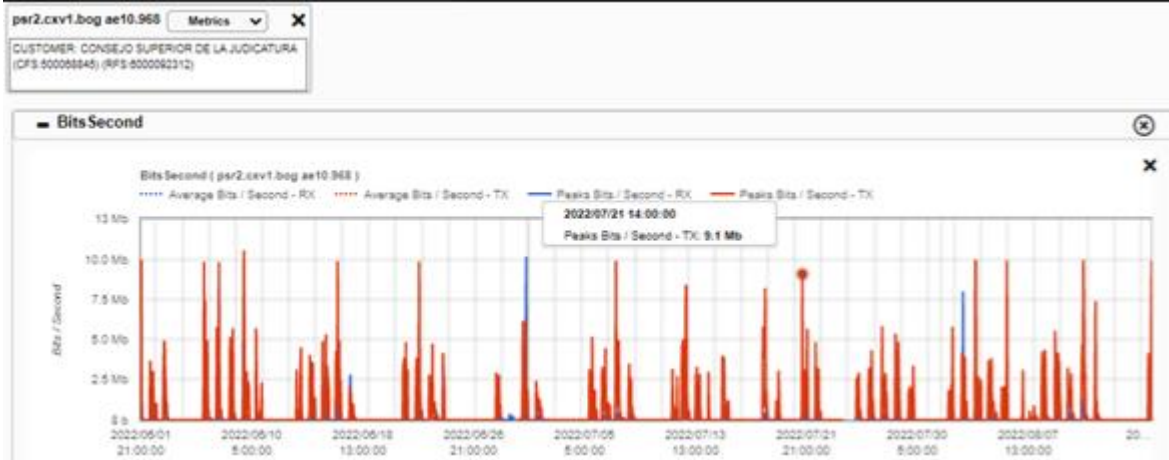 psr2.cxv1.bog ae10.968 Metrics
CUSTOMER: CONSEJO SUPERIOR DE LA JUDICATURA
(CFS:600068845) (RFS:6000092312)
BitsSecond
BitsSecond ( psr2.cxv1.bog ae10.968 )
Average Bits / Second - RX Average Bits / Second - TX Peaks Bits / Second - RX Peaks Bits / Second - TX
2022/07/21 14:00:00
Peaks Bits / Second - TX: 9.1 Mb
13 Mb
10.0 Mb
7.5 Mb
5.0 Mb
2.5 Mb
0 b
Bits / Second
2022/06/01 2022/06/10 2022/06/18 2022/06/26 2022/07/05 2022/07/13 2022/07/21 2022/07/30 2022/08/07 20...
21:00:00 5:00:00 13:00:00 21:00:00 5:00:00 13:00:00 21:00:00 5:00:00 13:00:00